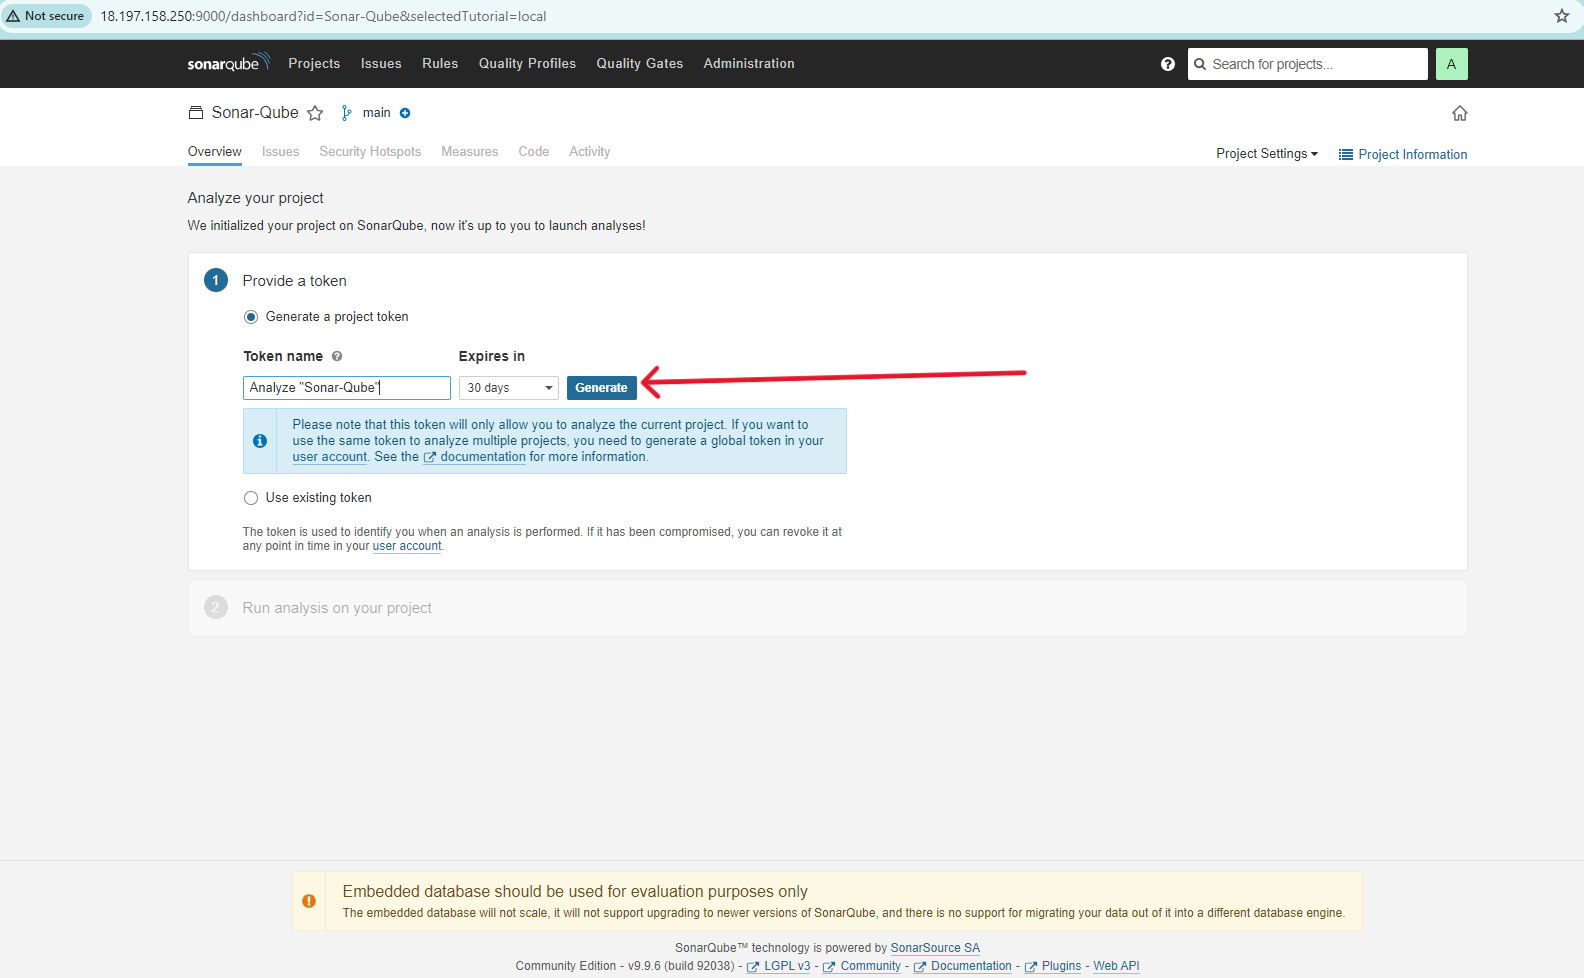 Not secure 18.197.158.250:9000/dashboard?id=Sonar-Qube&selectedTutorial=local
sonarqube Projects Issues Rules Quality Profiles Quality Gates Administration ? Search for projects... A
Sonar-Qube main
Overview Issues Security Hotspots Measures Code Activity Project Settings Project Information
Analyze your project
We initialized your project on SonarQube, now it's up to you to launch analyses!
1 Provide a token
Generate a project token
Token name ? Expires in
Analyze "Sonar-Qube" 30 days Generate
Please note that this token will only allow you to analyze the current project. If you want to
use the same token to analyze multiple projects, you need to generate a global token in your
user account. See the documentation for more information.
Use existing token
The token is used to identify you when an analysis is performed. If it has been compromised, you can revoke it at
any point in time in your user account.
2 Run analysis on your project
Embedded database should be used for evaluation purposes only
The embedded database will not scale, it will not support upgrading to newer versions of SonarQube, and there is no support for migrating your data out of it into a different database engine.
SonarQube™ technology is powered by SonarSource SA
Community Edition - v9.9.6 (build 92038) - LGPL v3 - Community - Documentation - Plugins - Web API